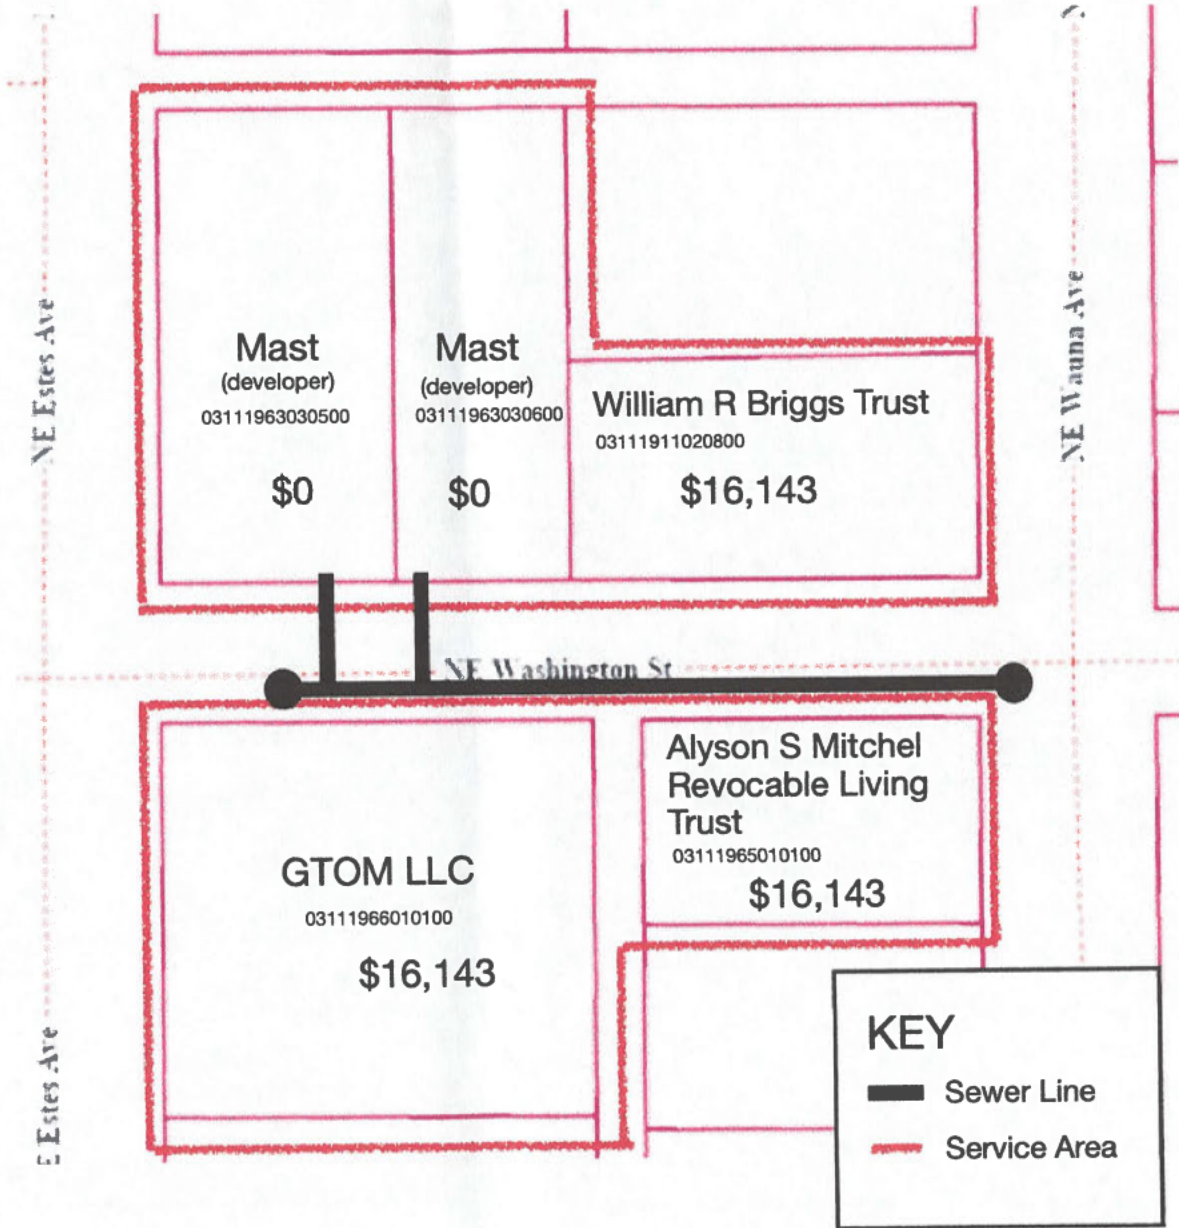 NE Estes Ave
NE Wauna Ave
Mast
(developer)
03111963030500
$0
Mast
(developer)
03111963030600
$0
William R Briggs Trust
03111911020800
$16,143
NE Washington St
GTOM LLC
03111966010100
$16,143
Alyson S Mitchel
Revocable Living
Trust
03111965010100
$16,143
E Estes Ave
KEY
Sewer Line
Service Area